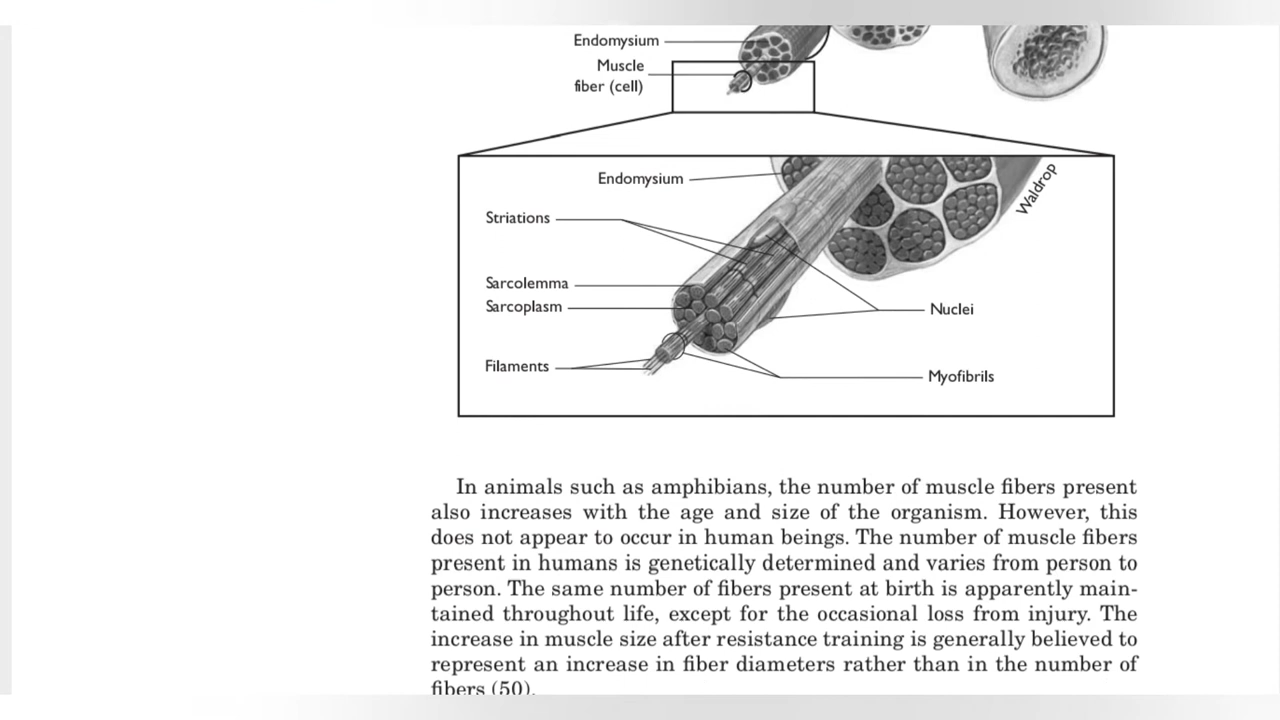 Endomysium
Muscle
fiber (cell)
Endomysium
Waldrop
Striations
Sarcolemma
Sarcoplasm
Nuclei
Filaments
Myofibrils
In animals such as amphibians, the number of muscle fibers present
also increases with the age and size of the organism. However, this
does not appear to occur in human beings. The number of muscle fibers
present in humans is genetically determined and varies from person to
person. The same number of fibers present at birth is apparently main-
tained throughout life, except for the occasional loss from injury. The
increase in muscle size after resistance training is generally believed to
represent an increase in fiber diameters rather than in the number of
fibers (50).